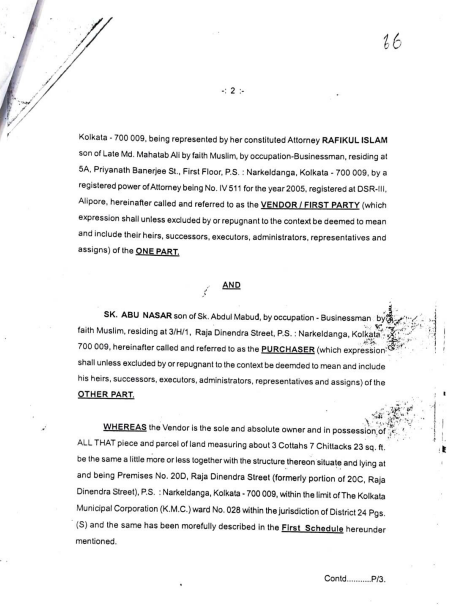 26
-: 2 :-
Kolkata - 700 009, being represented by her constituted Attorney RAFIKUL ISLAM
son of Late Md. Mahatab Ali by faith Muslim, by occupation-Businessman, residing at
5A, Priyanath Banerjee St., First Floor, P.S. : Narkeldanga, Kolkata - 700 009, by a
registered power of Attorney being No. IV 511 for the year 2005, registered at DSR-III,
Alipore, hereinafter called and referred to as the VENDOR / FIRST PARTY (which
expression shall unless excluded by or repugnant to the context be deemed to mean
and include their heirs, successors, executors, administrators, representatives and
assigns) of the ONE PART.
AND
SK. ABU NASAR son of Sk. Abdul Mabud, by occupation - Businessman by
faith Muslim, residing at 3/H/1, Raja Dinendra Street, P.S. : Narkeldanga, Kolkata -
700 009, hereinafter called and referred to as the PURCHASER (which expression
shall unless excluded by or repugnant to the context be deemded to mean and include
his heirs, successors, executors, administrators, representatives and assigns) of the
OTHER PART.
WHEREAS the Vendor is the sole and absolute owner and in possession of
ALL THAT piece and parcel of land measuring about 3 Cottahs 7 Chittacks 23 sq. ft.
be the same a little more or less together with the structure thereon situate and lying at
and being Premises No. 20D, Raja Dinendra Street (formerly portion of 20C, Raja
Dinendra Street), P.S. : Narkeldanga, Kolkata - 700 009, within the limit of The Kolkata
Municipal Corporation (K.M.C.) ward No. 028 within the jurisdiction of District 24 Pgs.
(S) and the same has been morefully described in the First Schedule hereunder
mentioned.
Contd...........P/3.